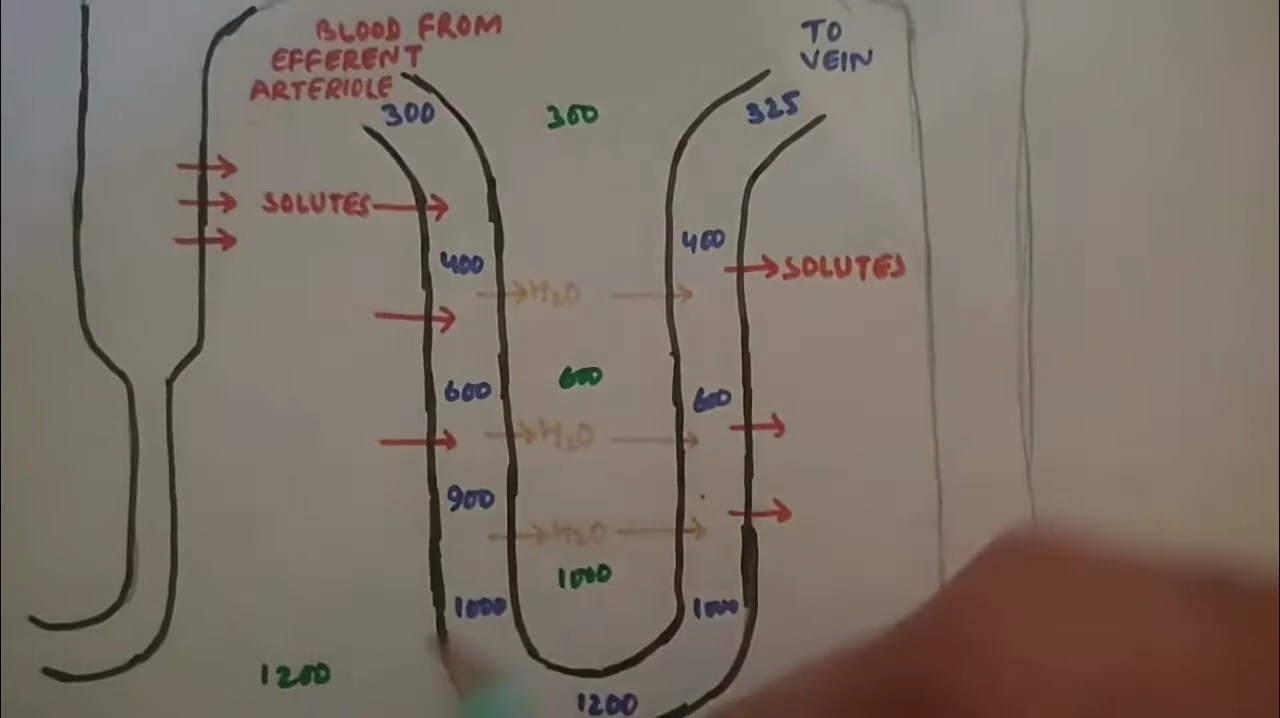 BLOOD FROM
EFFERENT
ARTERIOLE
TO
VEIN
300
300
325
SOLUTES
400
400
SOLUTES
H₂O
600
600
600
H₂O
900
H₂O
1000
1000
1000
1200
1200